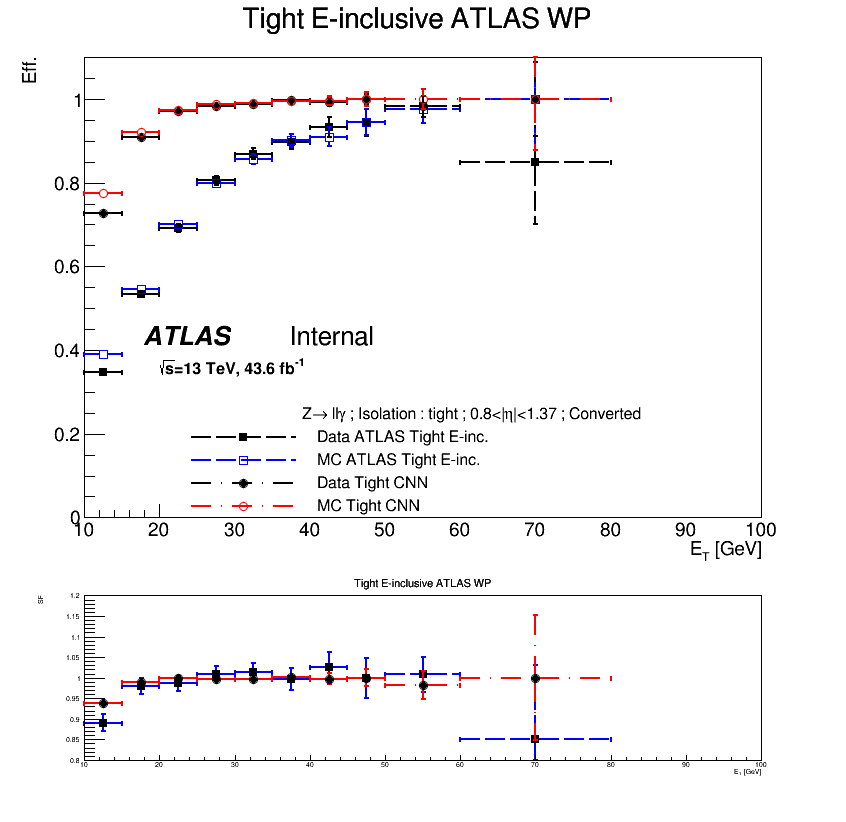 Tight E-inclusive ATLAS WP
Eff.
1
0.8
0.6
0.4
0.2
0
ATLAS Internal
√s=13 TeV, 43.6 fb⁻¹
Z→ llγ ; Isolation : tight ; 0.8<|η|<1.37 ; Converted
Data ATLAS Tight E-inc.
MC ATLAS Tight E-inc.
Data Tight CNN
MC Tight CNN
10 20 30 40 50 60 70 80 90 100
E_T [GeV]
Tight E-inclusive ATLAS WP
SF
1.2
1.15
1.1
1.05
1
0.95
0.9
0.85
0.8
10 20 30 40 50 60 70 80 90 100
E_T [GeV]